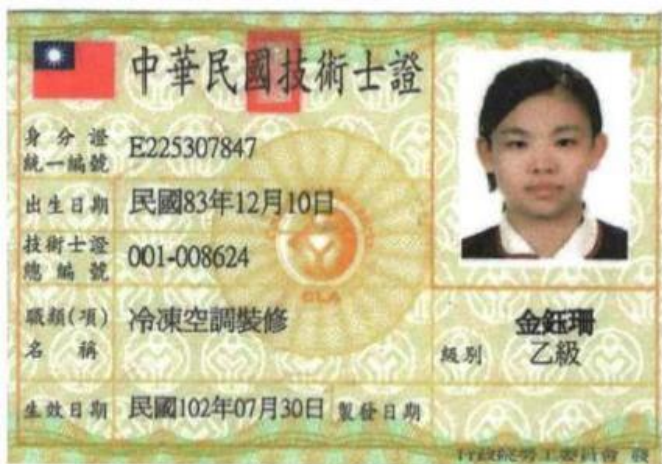 中華民國技術士證
身分證
統一編號 E225307847
出生日期 民國83年12月10日
技術士證
總編號 001-008624
職類(項)
名稱 冷凍空調裝修
金鈺珊
級別 乙級
生效日期 民國102年07月30日 製發日期
行政院勞工委員會 發
CLA